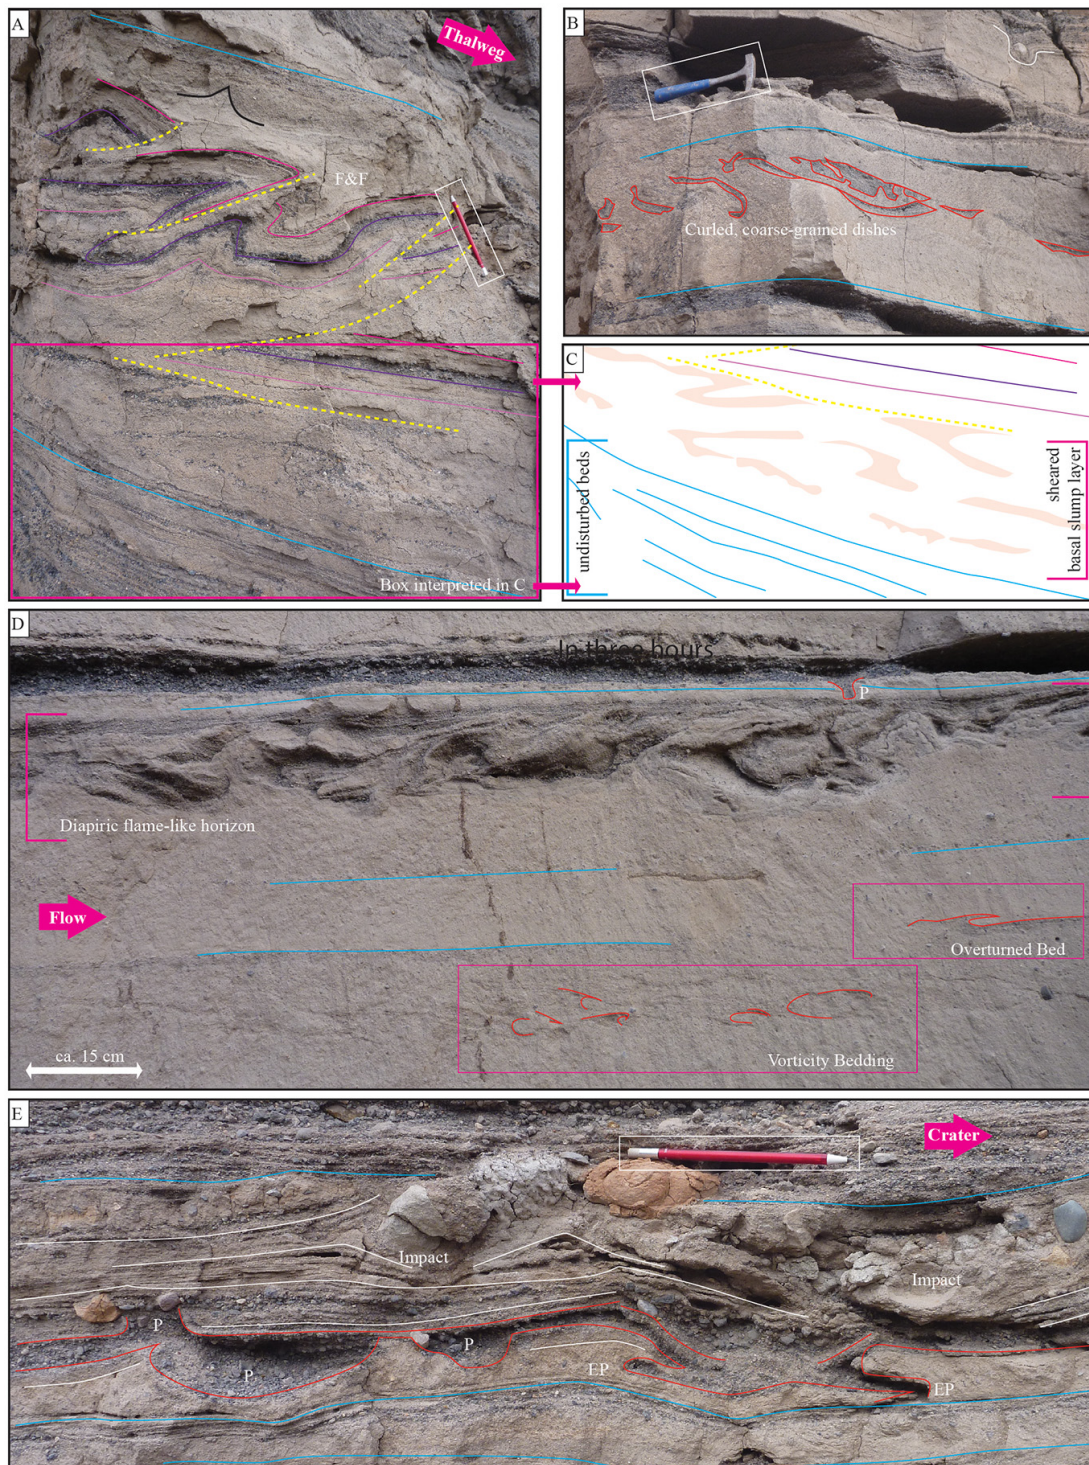 A
Thalweg
F&F
Box interpreted in C
B
Curled, coarse-grained dishes
C
undisturbed beds
sheared
basal slump layer
D
In three hours
P
Diapiric flame-like horizon
Flow
Overturned Bed
Vorticity Bedding
ca. 15 cm
E
Crater
Impact
Impact
P
P
P
EP
EP